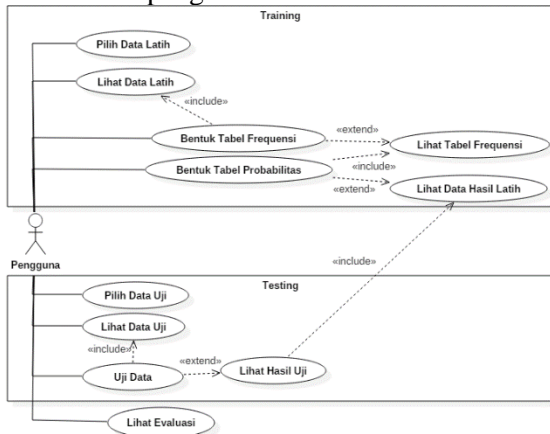 Training
Pilih Data Latih
Lihat Data Latih
«include»
Bentuk Tabel Frekuensi
«extend»
Lihat Tabel Frekuensi
Bentuk Tabel Probabilitas
«include»
«extend»
Lihat Data Hasil Latih
Pengguna
«include»
Testing
Pilih Data Uji
Lihat Data Uji
«include»
«extend»
Uji Data
Lihat Hasil Uji
Lihat Evaluasi